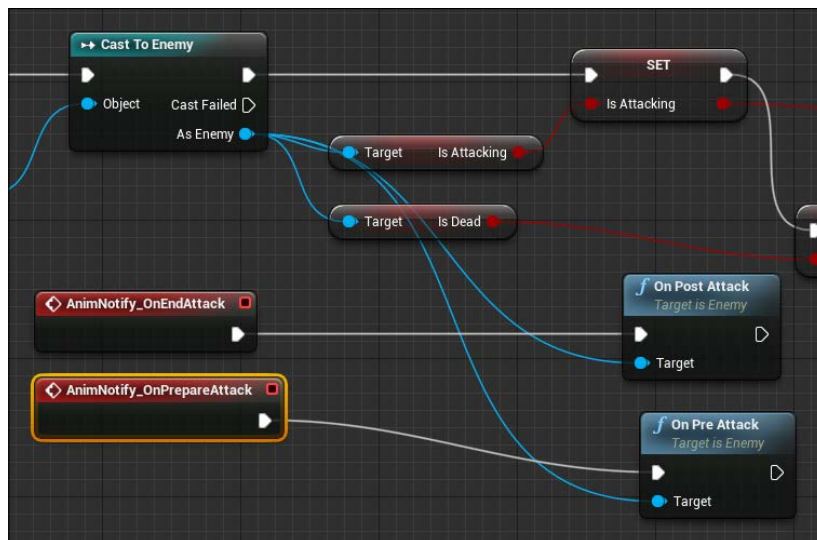 Cast To Enemy
Object
Cast Failed
As Enemy
SET
Is Attacking
Target
Is Attacking
Target
Is Dead
AnimNotify_OnEndAttack
f On Post Attack
Target is Enemy
Target
AnimNotify_OnPrepareAttack
f On Pre Attack
Target is Enemy
Target